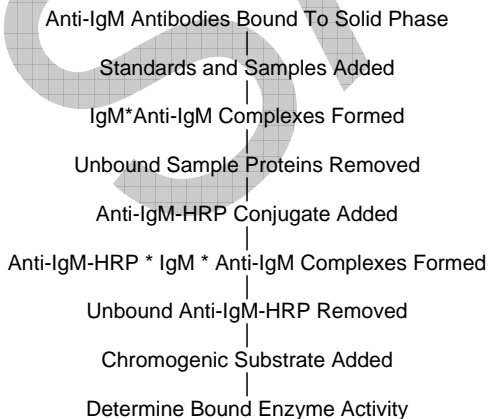 Anti-IgM Antibodies Bound To Solid Phase
Standards and Samples Added
IgM*Anti-IgM Complexes Formed
Unbound Sample Proteins Removed
Anti-IgM-HRP Conjugate Added
Anti-IgM-HRP * IgM * Anti-IgM Complexes Formed
Unbound Anti-IgM-HRP Removed
Chromogenic Substrate Added
Determine Bound Enzyme Activity